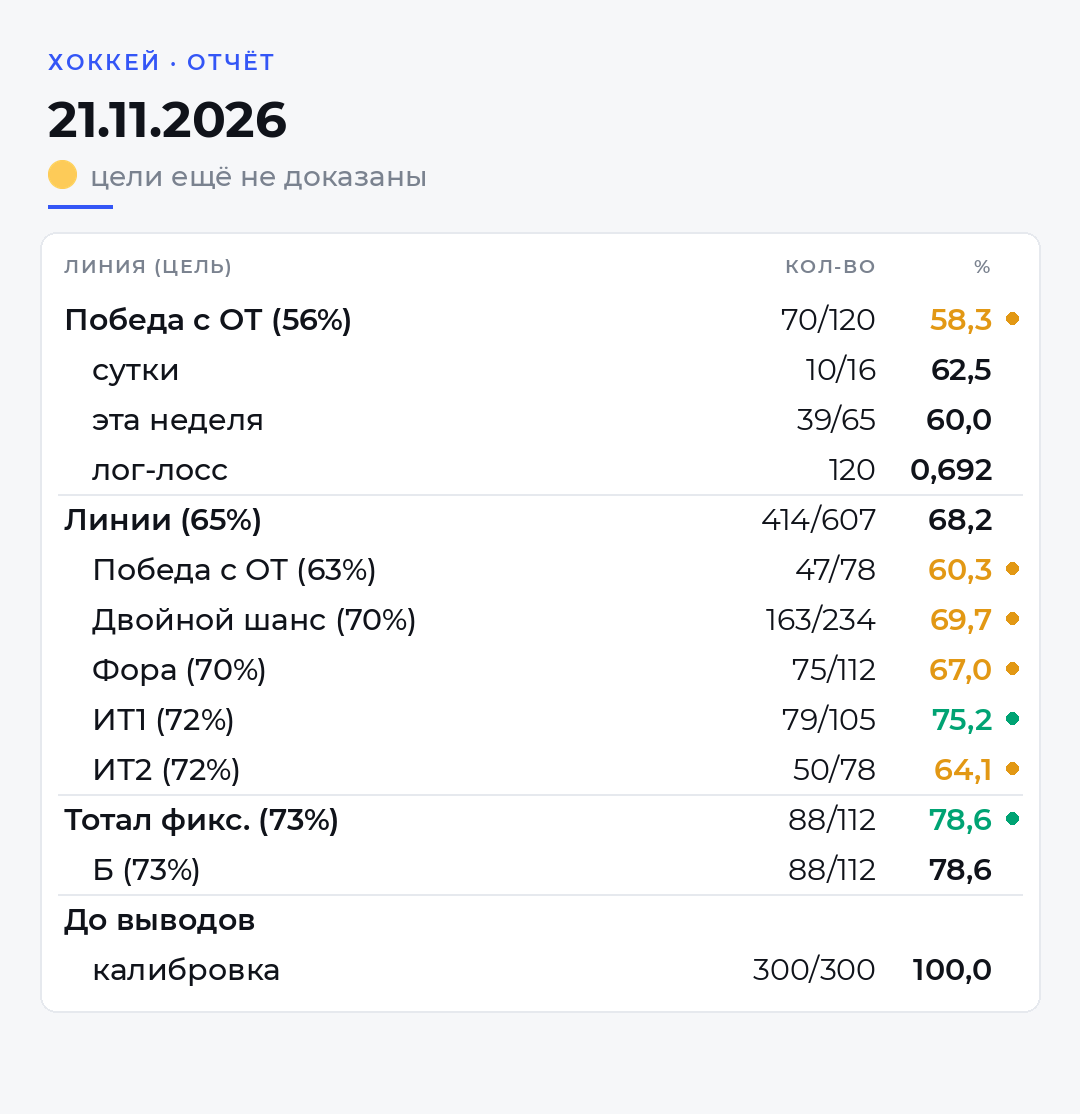 ХОККЕЙ · ОТЧЁТ
21.11.2026
цели ещё не доказаны
ЛИНИЯ (ЦЕЛЬ) КОЛ-ВО %
Победа с ОТ (56%) 70/120 58,3
сутки 10/16 62,5
эта неделя 39/65 60,0
лог-лосс 120 0,692
Линии (65%) 414/607 68,2
Победа с ОТ (63%) 47/78 60,3
Двойной шанс (70%) 163/234 69,7
Фора (70%) 75/112 67,0
ИТ1 (72%) 79/105 75,2
ИТ2 (72%) 50/78 64,1
Тотал фикс. (73%) 88/112 78,6
Б (73%) 88/112 78,6
До выводов
калибровка 300/300 100,0